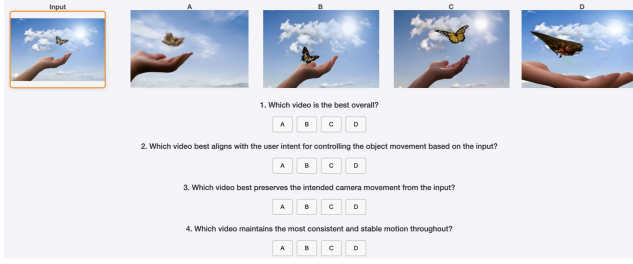 Input A B C D
1. Which video is the best overall?
A B C D
2. Which video best aligns with the user intent for controlling the object movement based on the input?
A B C D
3. Which video best preserves the intended camera movement from the input?
A B C D
4. Which video maintains the most consistent and stable motion throughout?
A B C D